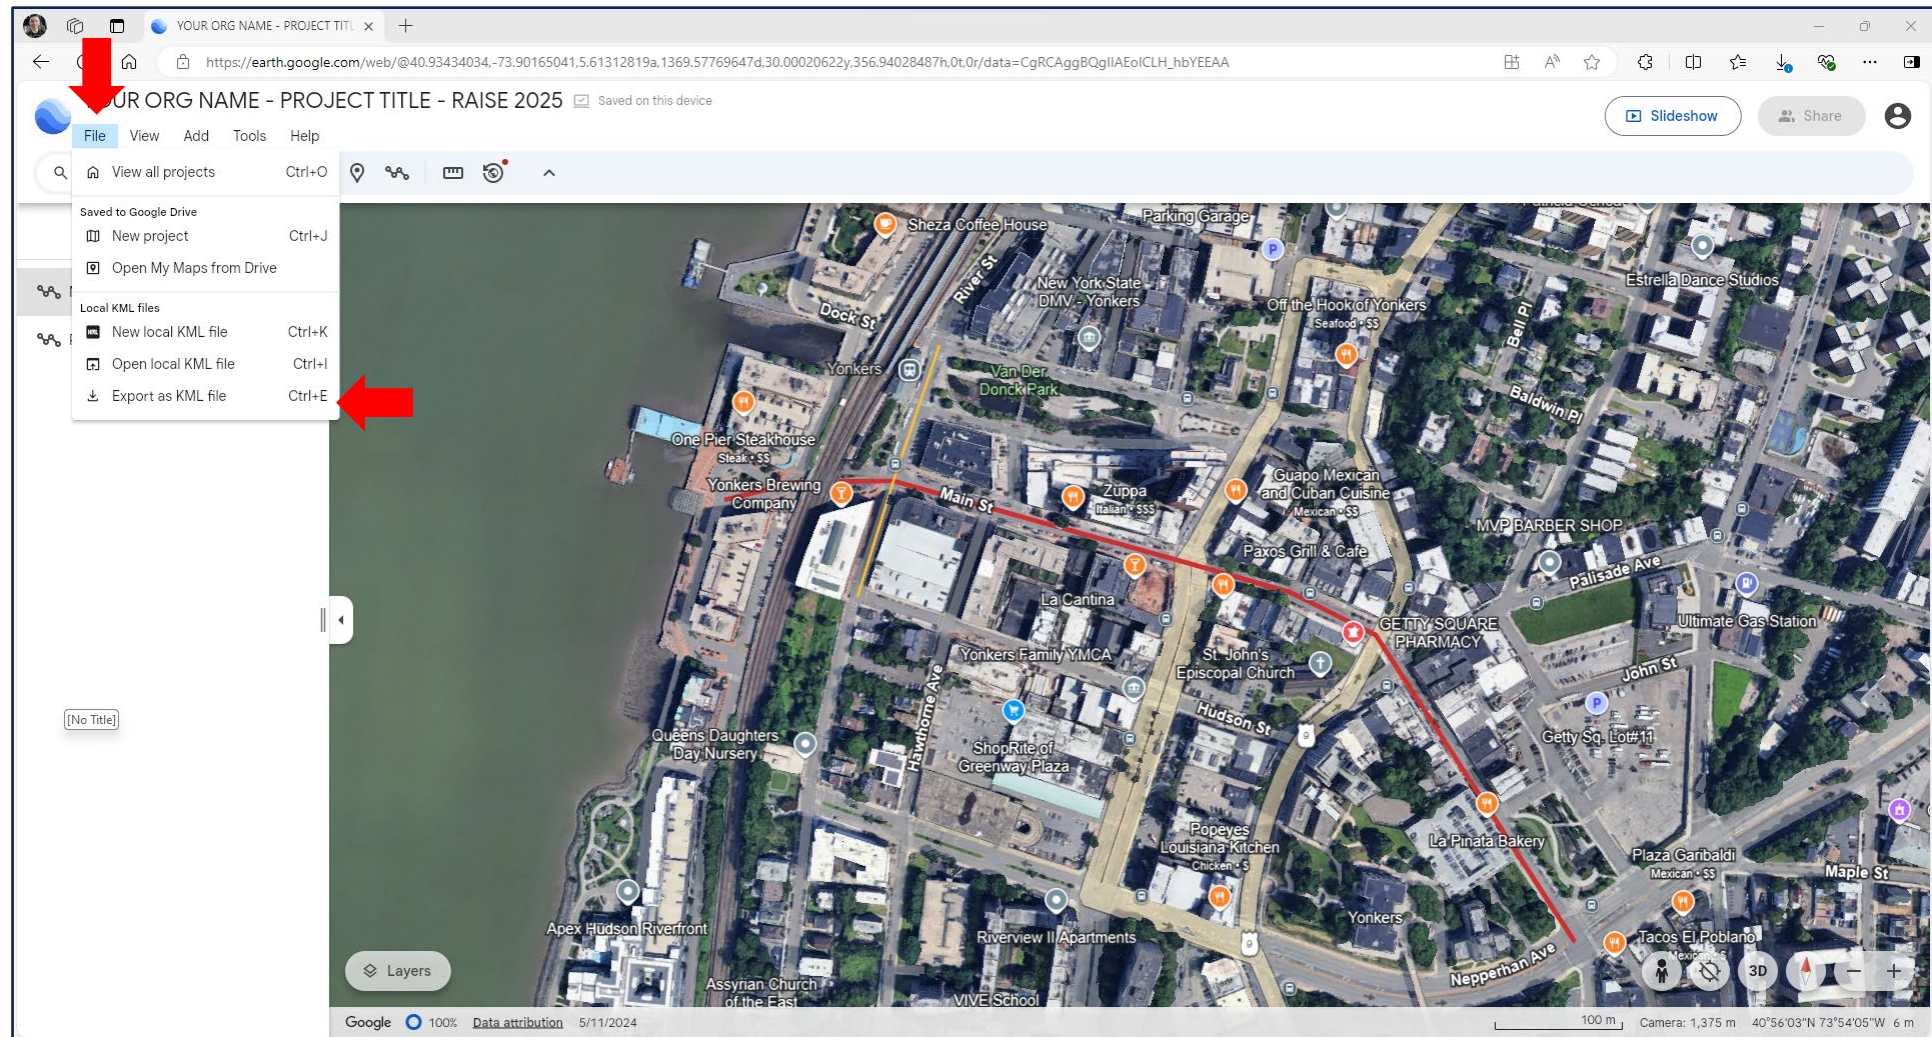 YOUR ORG NAME - PROJECT TITL
https://earth.google.com/web/@40.93434034,-73.90165041,5.61312819a,1369.57769647d,30.00020622y,356.94028487h,0t,0r/data=CgRCAggBQgIIAEoICLH_hbYEEAA
UR ORG NAME - PROJECT TITLE - RAISE 2025
Saved on this device
Slideshow
Share
File View Add Tools Help
View all projects Ctrl+O
Saved to Google Drive
New project Ctrl+J
Open My Maps from Drive
Local KML files
New local KML file Ctrl+K
Open local KML file Ctrl+I
Export as KML file Ctrl+E
[No Title]
Sheza Coffee House
Parking Garage
River St
New York State
DMV - Yonkers
Estrella Dance Studios
Off the Hook of Yonkers
Seafood • $$
Dock St
Bell Pl
Yonkers
Van Der
Donck Park
Baldwin Pl
One Pier Steakhouse
Steak • $$
Yonkers Brewing
Company
Main St
Zuppa
Italian • $$$
Guapo Mexican
and Cuban Cuisine
Mexican • $$
MVP BARBER SHOP
Paxos Grill & Cafe
Palisade Ave
La Cantina
Ultimate Gas Station
GETTY SQUARE
PHARMACY
Yonkers Family YMCA
St. John's
Episcopal Church
John St
Hawthorne Ave
Hudson St
9
Queens Daughters
Day Nursery
ShopRite of
Greenway Plaza
Getty Sq. Lot#11
Popeyes
Louisiana Kitchen
Chicken • $
La Pinata Bakery
Plaza Garibaldi
Mexican • $$
Maple St
Apex Hudson Riverfront
Riverview II Apartments
Yonkers
9
Tacos El Poblano
Mexican • $
Nepperhan Ave
Layers
Assyrian Church
of the East
VIVE School
3D
Google 100% Data attribution 5/11/2024
100 m
Camera: 1,375 m 40°56'03"N 73°54'05"W 6 m